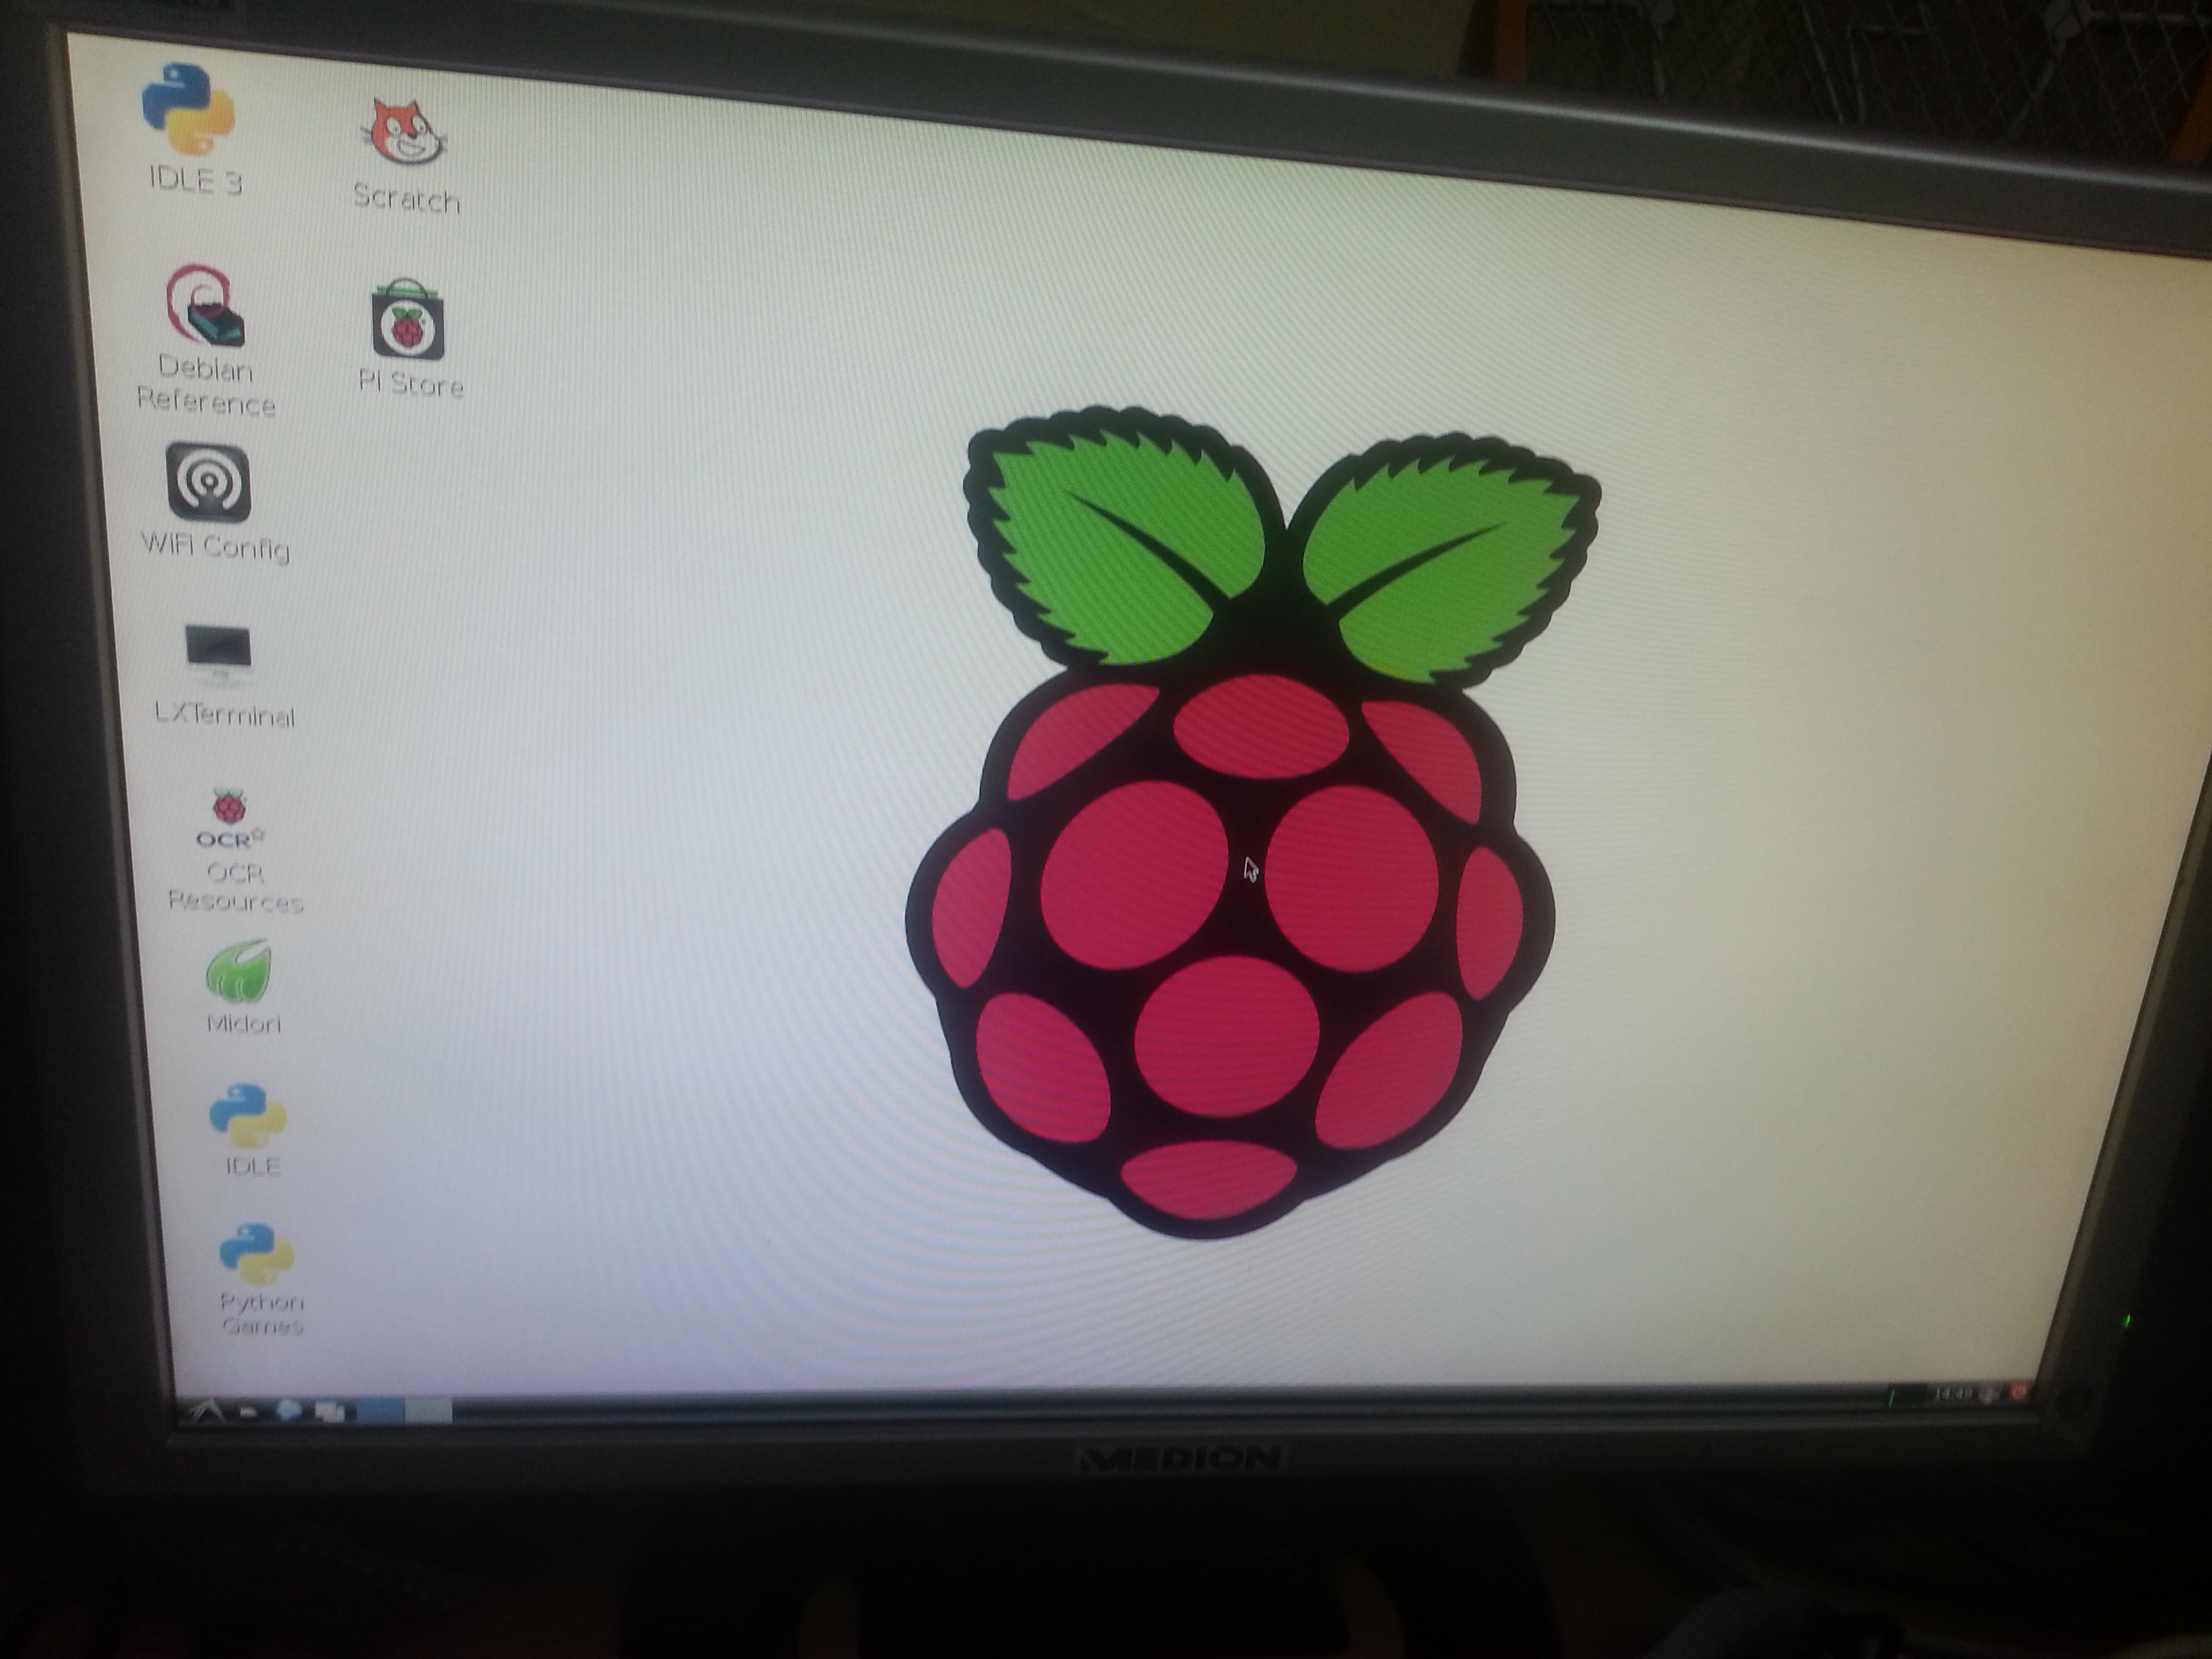 IDLE 3
Scratch
Debian
Reference
Pi Store
WiFi Config
LXTerminal
OCR
OCR
Resources
Midori
IDLE
Python
Games
14:49
MEDION